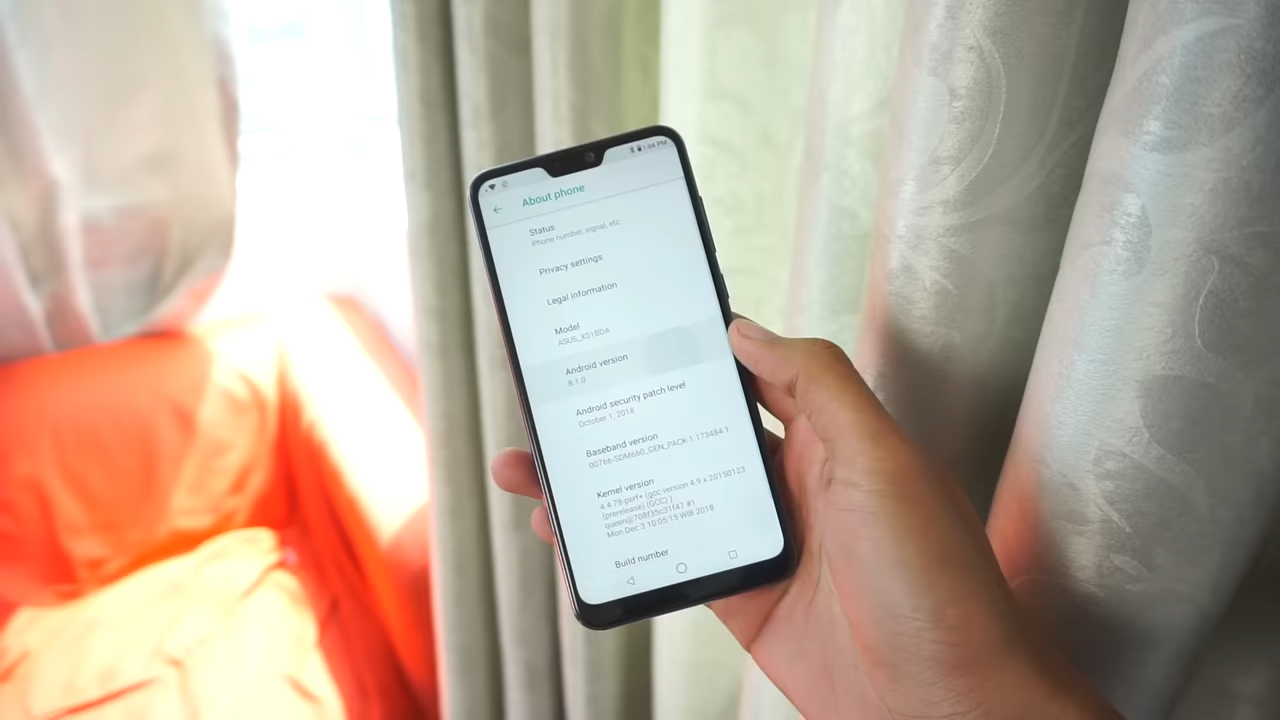 1:04 PM
About phone
Status
Phone number, signal, etc.
Privacy settings
Legal information
Model
ASUS_X01BDA
Android version
8.1.0
Android security patch level
October 1, 2018
Baseband version
00766-SDM660_GEN_PACK-1.173484.1
Kernel version
4.4.78-perf+ (gcc version 4.9.x 20150123
(prerelease) (GCC) )
queen@708f35c31f47 #1
Mon Dec 3 10:05:15 WIB 2018
Build number